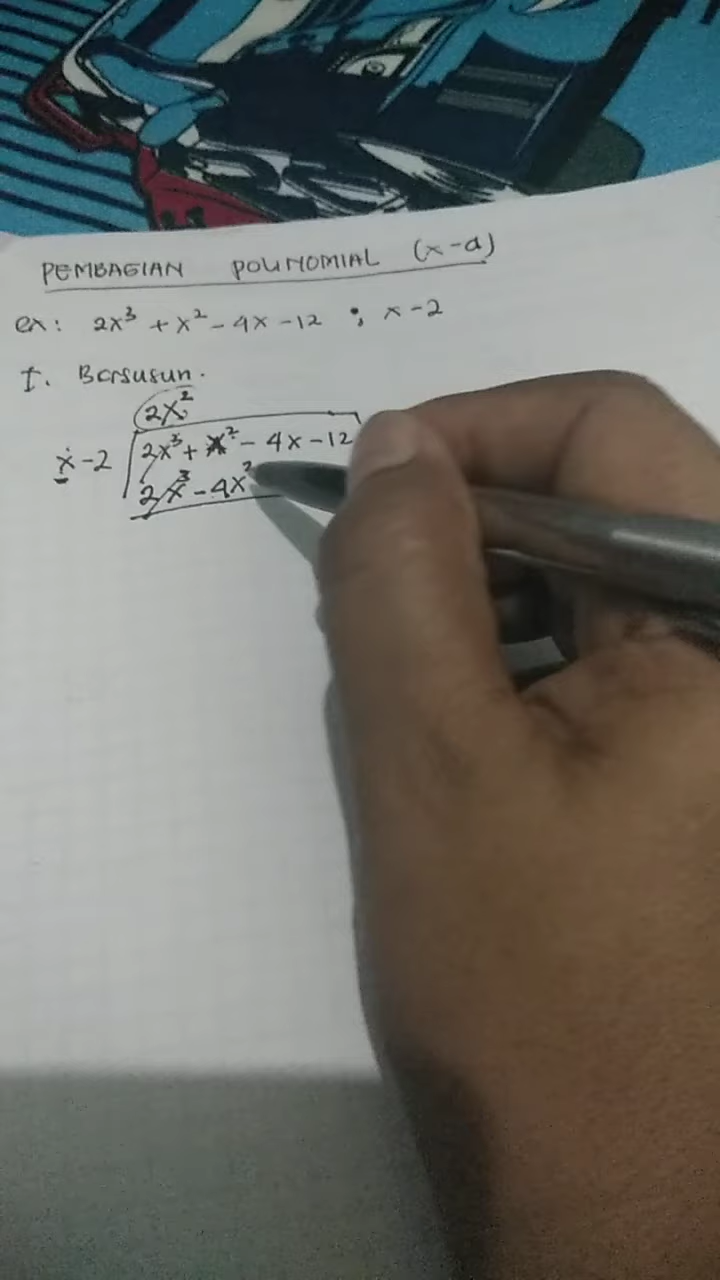 PEMBAGIAN POLINOMIAL (x-a)
ex: 2x³ + x² - 4x - 12 : x - 2
I. Bersusun.
2x²
x - 2 2x³ + x² - 4x - 12
2x³ - 4x²